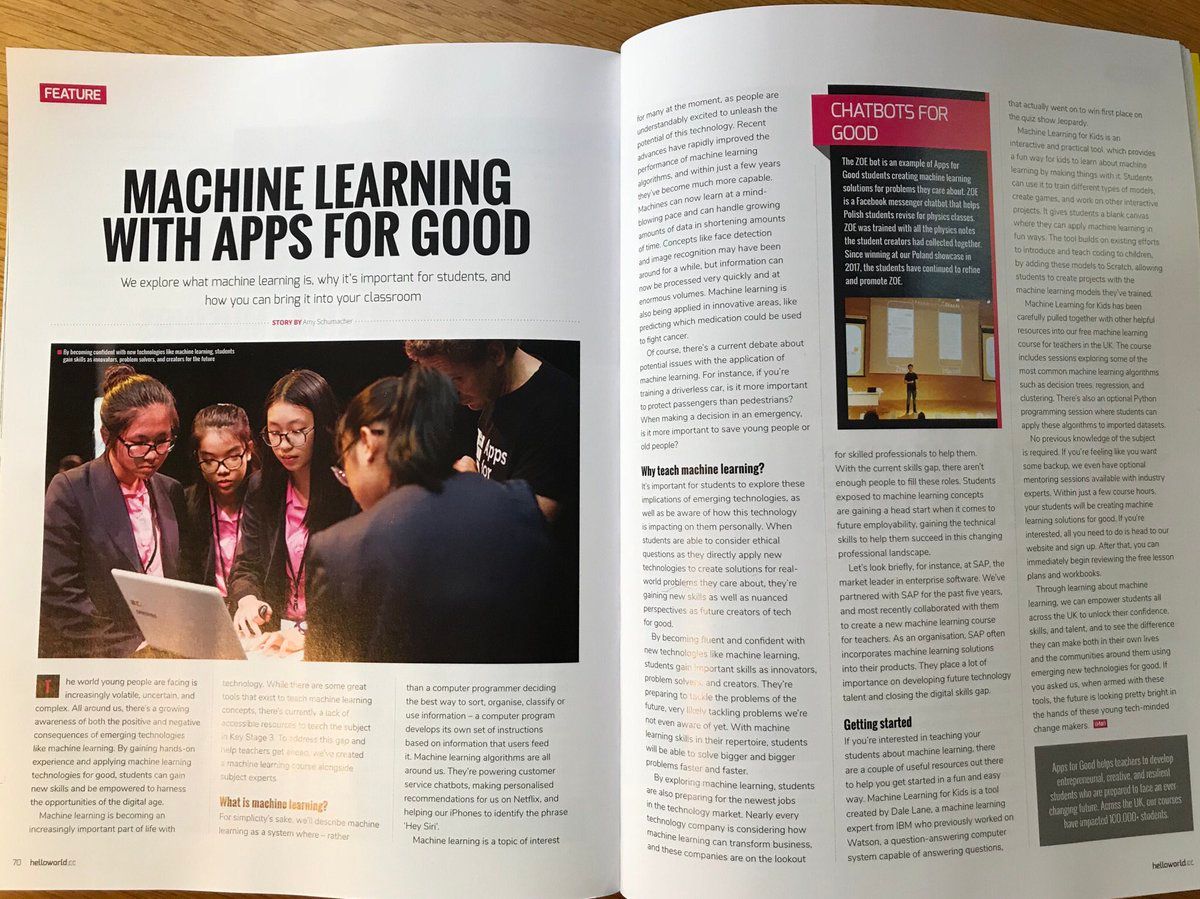 FEATURE
MACHINE LEARNING
WITH APPS FOR GOOD
We explore what machine learning is, why it's important for students, and
how you can bring it into your classroom
STORY BY Amy Schumacher
By becoming confident with new technologies like machine learning, students
gain skills as innovators, problem solvers, and creators for the future
Apps
for
The world young people are facing is
increasingly volatile, uncertain, and
complex. All around us, there's a growing
awareness of both the positive and negative
consequences of emerging technologies
like machine learning. By gaining hands-on
experience and applying machine learning
technologies for good, students can gain
new skills and be empowered to harness
the opportunities of the digital age.
Machine learning is becoming an
increasingly important part of life with
technology. While there are some great
tools that exist to teach machine learning
concepts, there's currently a lack of
accessible resources to teach the subject
in Key Stage 3. To address this gap and
help teachers get ahead, we've created
a machine learning course alongside
subject experts.
What is machine learning?
For simplicity's sake, we'll describe machine
learning as a system where – rather
than a computer programmer deciding
the best way to sort, organise, classify or
use information – a computer program
develops its own set of instructions
based on information that users feed
it. Machine learning algorithms are all
around us. They're powering customer
service chatbots, making personalised
recommendations for us on Netflix, and
helping our iPhones to identify the phrase
'Hey Siri'.
Machine learning is a topic of interest
70 helloworld.cc
for many at the moment, as people are
understandably excited to unleash the
potential of this technology. Recent
advances have rapidly improved the
performance of machine learning
algorithms, and within just a few years
they've become much more capable.
Machines can now learn at a mind-
blowing pace and can handle growing
amounts of data in shortening amounts
of time. Concepts like face detection
and image recognition may have been
around for a while, but information can
now be processed very quickly and at
enormous volumes. Machine learning is
also being applied in innovative areas, like
predicting which medication could be used
to fight cancer.
Of course, there's a current debate about
potential issues with the application of
machine learning. For instance, if you're
training a driverless car, is it more important
to protect passengers than pedestrians?
When making a decision in an emergency,
is it more important to save young people or
old people?
Why teach machine learning?
It's important for students to explore these
implications of emerging technologies, as
well as be aware of how this technology
is impacting on them personally. When
students are able to consider ethical
questions as they directly apply new
technologies to create solutions for real-
world problems they care about, they're
gaining new skills as well as nuanced
perspectives as future creators of tech
for good.
By becoming fluent and confident with
new technologies like machine learning,
students gain important skills as innovators,
problem solvers, and creators. They're
preparing to tackle the problems of the
future, very likely tackling problems we're
not even aware of yet. With machine
learning skills in their repertoire, students
will be able to solve bigger and bigger
problems faster and faster.
By exploring machine learning, students
are also preparing for the newest jobs
in the technology market. Nearly every
technology company is considering how
machine learning can transform business,
and these companies are on the lookout
CHATBOTS FOR
GOOD
The ZOE bot is an example of Apps for
Good students creating machine learning
solutions for problems they care about. ZOE
is a Facebook messenger chatbot that helps
Polish students revise for physics classes.
ZOE was trained with all the physics notes
the student creators had collected together.
Since winning at our Poland showcase in
2017, the students have continued to refine
and promote ZOE.
for skilled professionals to help them.
With the current skills gap, there aren't
enough people to fill these roles. Students
exposed to machine learning concepts
are gaining a head start when it comes to
future employability, gaining the technical
skills to help them succeed in this changing
professional landscape.
Let's look briefly, for instance, at SAP, the
market leader in enterprise software. We've
partnered with SAP for the past five years,
and most recently collaborated with them
to create a new machine learning course
for teachers. As an organisation, SAP often
incorporates machine learning solutions
into their products. They place a lot of
importance on developing future technology
talent and closing the digital skills gap.
Getting started
If you're interested in teaching your
students about machine learning, there
are a couple of useful resources out there
to help you get started in a fun and easy
way. Machine Learning for Kids is a tool
created by Dale Lane, a machine learning
expert from IBM who previously worked on
Watson, a question-answering computer
system capable of answering questions,
that actually went on to win first place on
the quiz show Jeopardy.
Machine Learning for Kids is an
interactive and practical tool, which provides
a fun way for kids to learn about machine
learning by making things with it. Students
can use it to train different types of models,
create games, and work on other interactive
projects. It gives students a blank canvas
where they can apply machine learning in
fun ways. The tool builds on existing efforts
to introduce and teach coding to children,
by adding these models to Scratch, allowing
students to create projects with the
machine learning models they've trained.
Machine Learning for Kids has been
carefully pulled together with other helpful
resources into our free machine learning
course for teachers in the UK. The course
includes sessions exploring some of the
most common machine learning algorithms
such as decision trees, regression, and
clustering. There's also an optional Python
programming session where students can
apply these algorithms to imported datasets.
No previous knowledge of the subject
is required. If you're feeling like you want
some backup, we even have optional
mentoring sessions available with industry
experts. Within just a few course hours,
your students will be creating machine
learning solutions for good. If you're
interested, all you need to do is head to our
website and sign up. After that, you can
immediately begin reviewing the free lesson
plans and workbooks.
Through learning about machine
learning, we can empower students all
across the UK to unlock their confidence,
skills, and talent, and to see the difference
they can make both in their own lives
and the communities around them using
emerging new technologies for good. If
you asked us, when armed with these
tools, the future is looking pretty bright in
the hands of these young tech-minded
change makers.
Apps for Good helps teachers to develop
entrepreneurial, creative, and resilient
students who are prepared to face an ever
changing future. Across the UK, our courses
have impacted 100,000+ students.
helloworld.cc